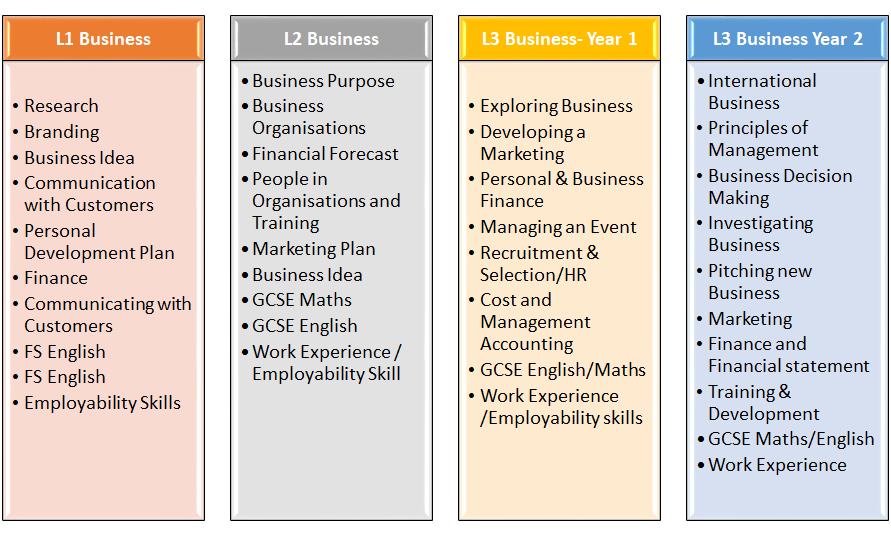 L1 Business
• Research
• Branding
• Business Idea
• Communication
with Customers
• Personal
Development Plan
• Finance
• Communicating with
Customers
• FS English
• FS English
• Employability Skills
L2 Business
• Business Purpose
• Business
Organisations
• Financial Forecast
• People in
Organisations and
Training
• Marketing Plan
• Business Idea
• GCSE Maths
• GCSE English
• Work Experience /
Employability Skill
L3 Business- Year 1
• Exploring Business
• Developing a
Marketing
• Personal & Business
Finance
• Managing an Event
• Recruitment &
Selection/HR
• Cost and
Management
Accounting
• GCSE English/Maths
• Work Experience
/Employability skills
L3 Business Year 2
• International
Business
• Principles of
Management
• Business Decision
Making
• Investigating
Business
• Pitching new
Business
• Marketing
• Finance and
Financial statement
• Training &
Development
• GCSE Maths/English
• Work Experience